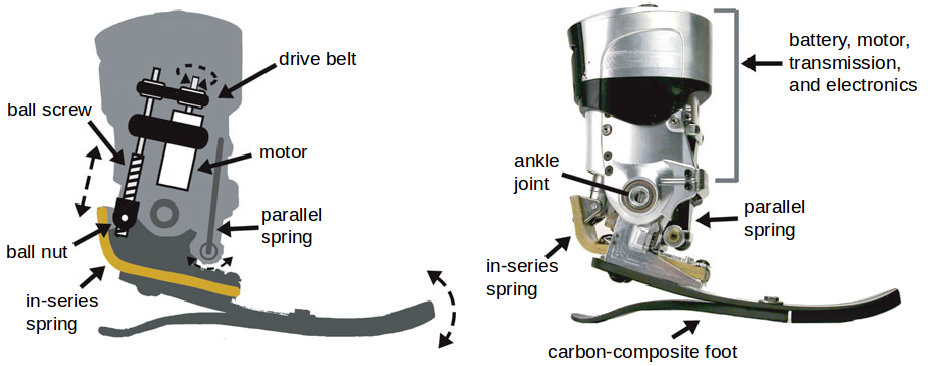 drive belt
ball screw
motor
parallel
spring
ball nut
in-series
spring
battery, motor,
transmission,
and electronics
ankle
joint
parallel
spring
in-series
spring
carbon-composite foot